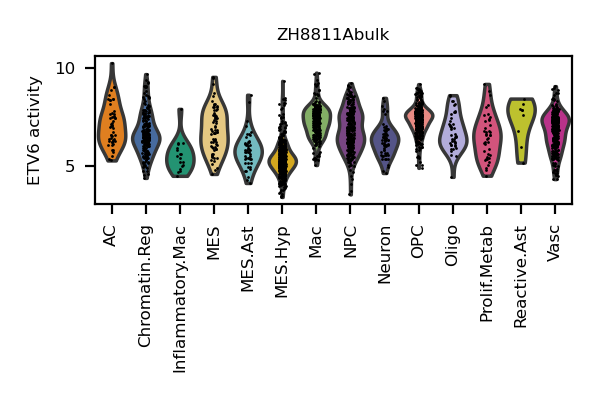 ZH8811Abulk
ETV6 activity
10
5
AC
Chromatin.Reg
Inflammatory.Mac
MES
MES.Ast
MES.Hyp
Mac
NPC
Neuron
OPC
Oligo
Prolif.Metab
Reactive.Ast
Vasc